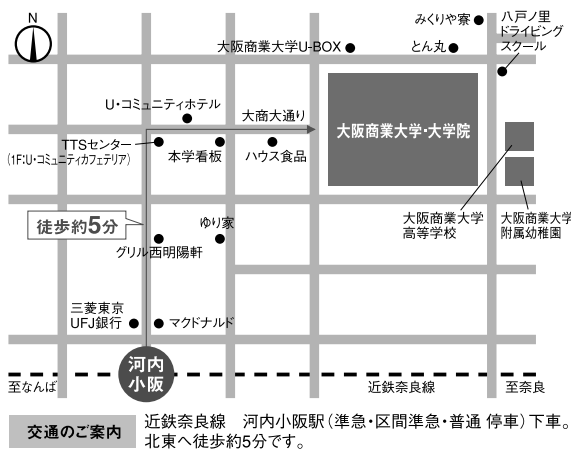 N
みくりや寮
八戸ノ里
ドライビング
スクール
大阪商業大学U-BOX
とん丸
U・コミュニティホテル
大商大通り
大阪商業大学・大学院
TTSセンター
(1F:U・コミュニティカフェテリア)
本学看板
ハウス食品
徒歩約5分
ゆり家
グリル西明陽軒
大阪商業大学
高等学校
大阪商業大学
附属幼稚園
三菱東京
UFJ銀行
マクドナルド
河内
小阪
至なんば
近鉄奈良線
至奈良
交通のご案内
近鉄奈良線 河内小阪駅(準急・区間準急・普通 停車)下車。
北東へ徒歩約5分です。